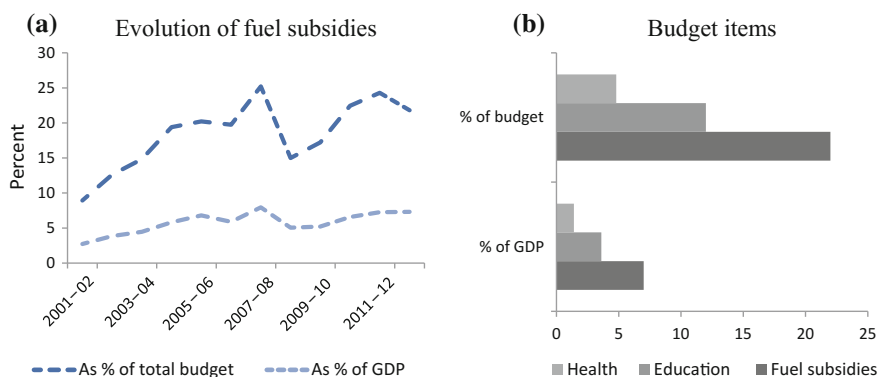 (a) Evolution of fuel subsidies
30
25
20
15
10
5
0
Percent
2001–02
2003–04
2005–06
2007–08
2009–10
2011–12
As % of total budget
As % of GDP
(b) Budget items
% of budget
% of GDP
0 5 10 15 20 25
Health Education Fuel subsidies